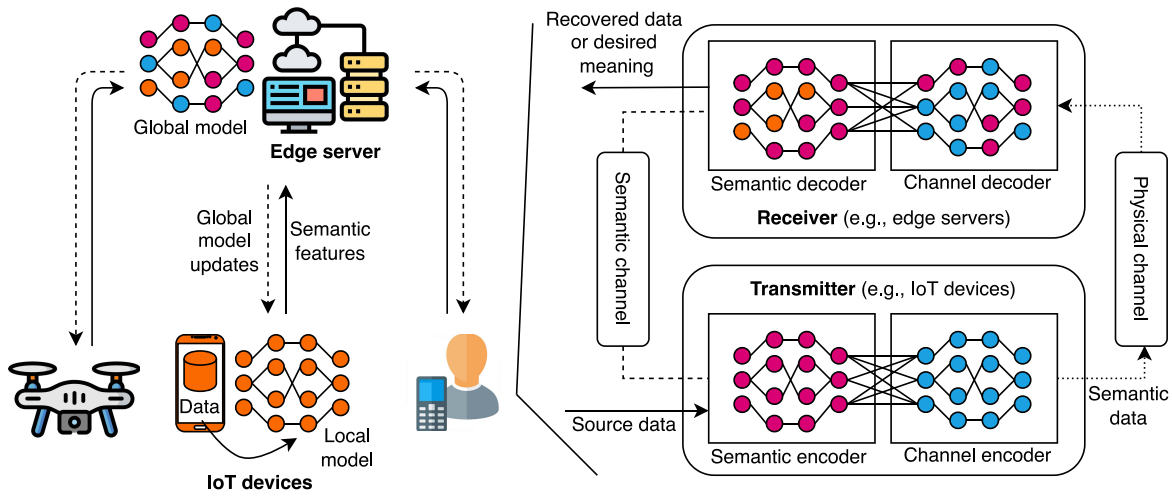 Global model
Edge server
Global
model
updates
Semantic
features
Data
Local
model
IoT devices
Recovered data
or desired
meaning
Semantic decoder
Channel decoder
Receiver (e.g., edge servers)
Semantic channel
Physical channel
Transmitter (e.g., IoT devices)
Source data
Semantic
data
Semantic encoder
Channel encoder